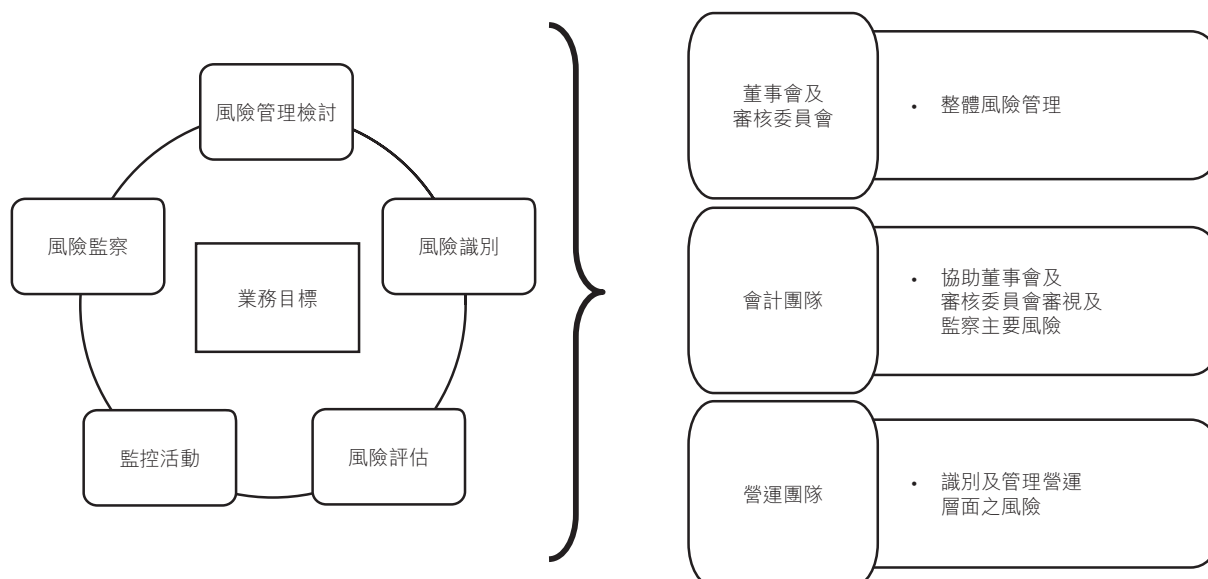 風險管理檢討
風險監察
風險識別
業務目標
監控活動
風險評估
董事會及
審核委員會
• 整體風險管理
會計團隊
• 協助董事會及
審核委員會審視及
監察主要風險
營運團隊
• 識別及管理營運
層面之風險